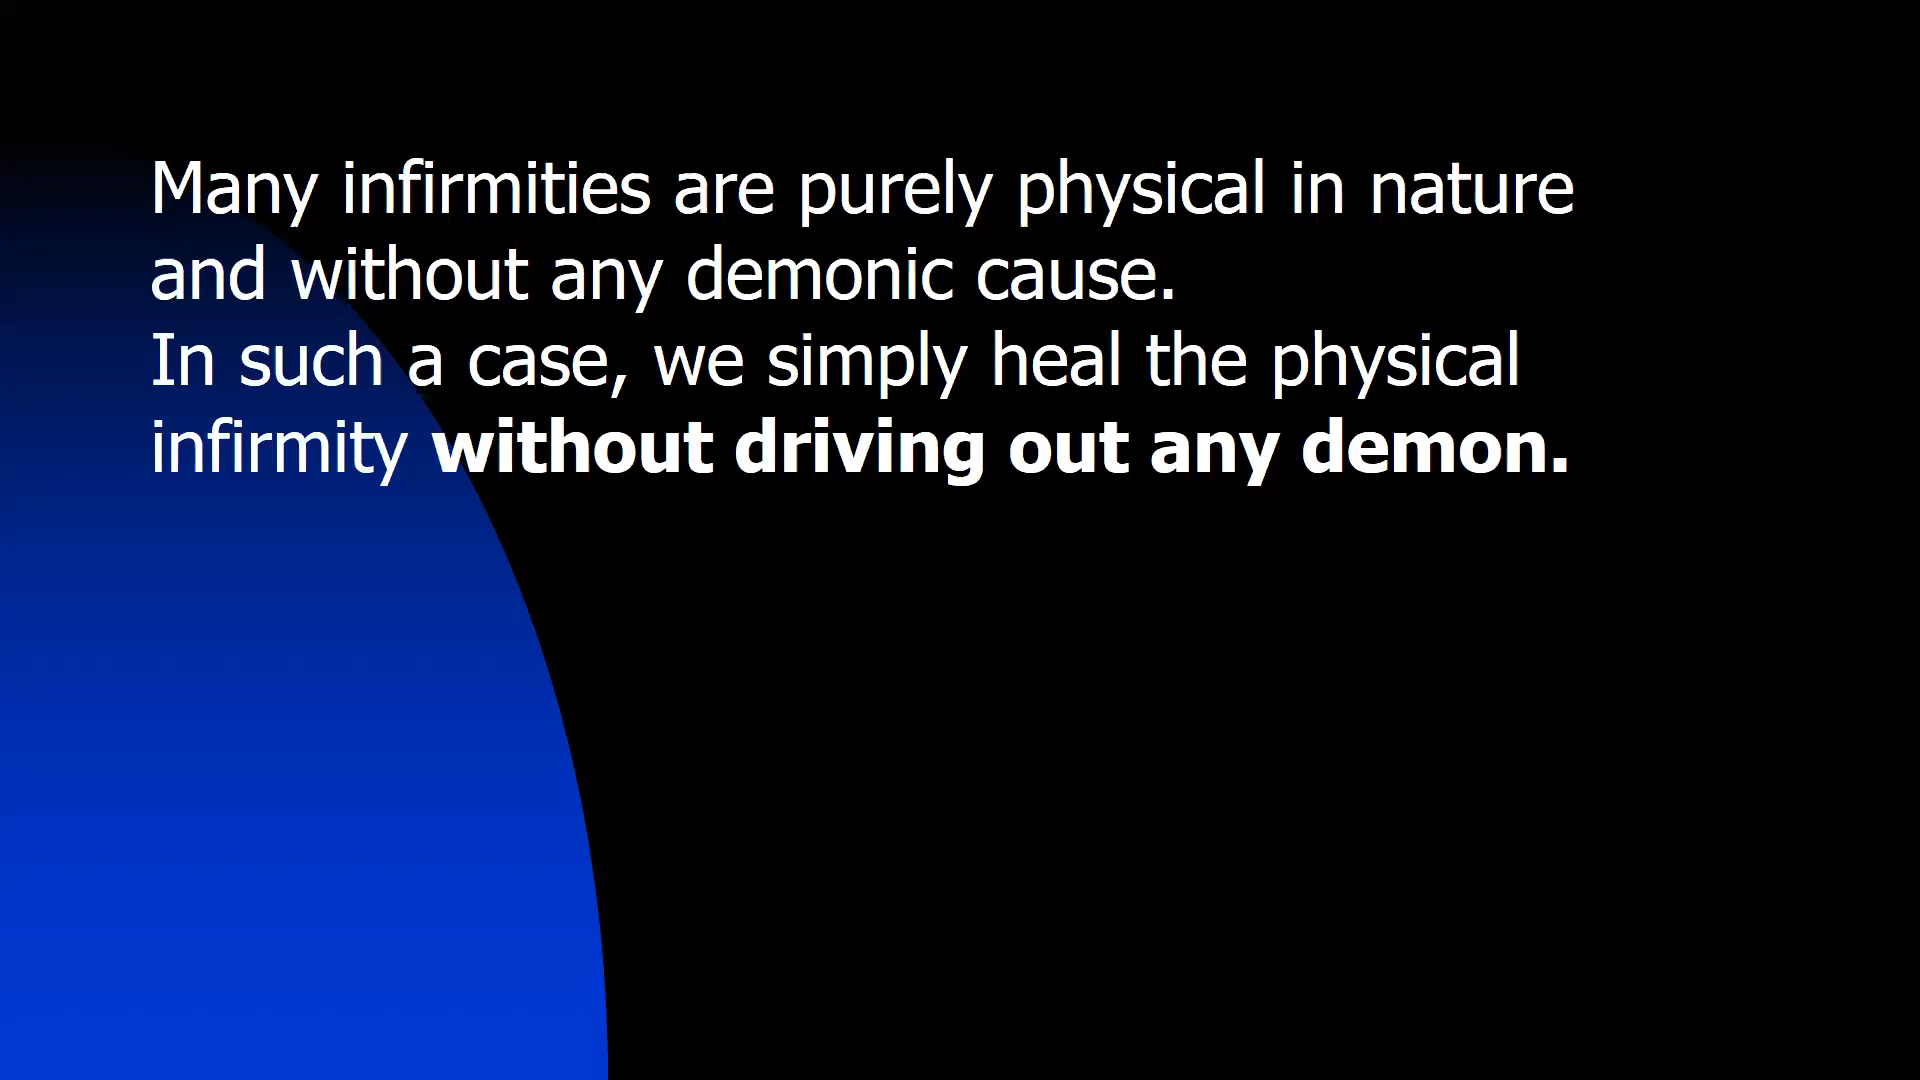 Many infirmities are purely physical in nature
and without any demonic cause.
In such a case, we simply heal the physical
infirmity without driving out any demon.